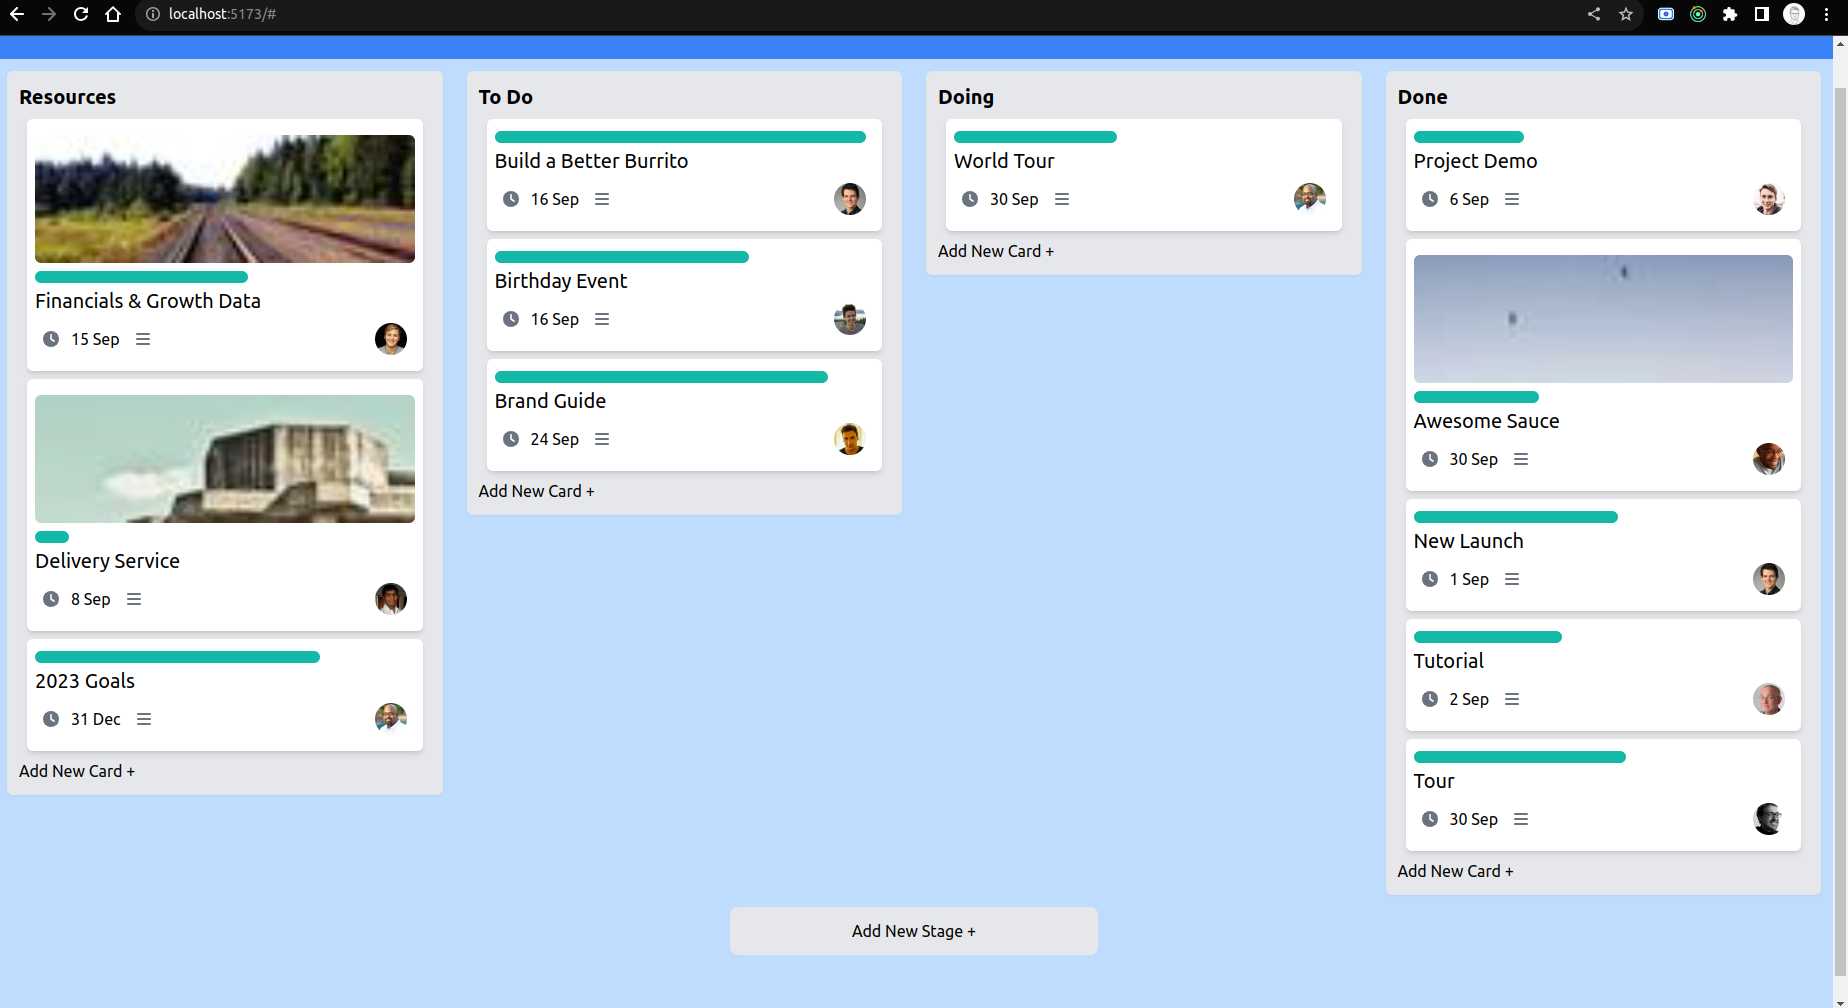 localhost:5173/#
Resources
Financials & Growth Data
15 Sep
Delivery Service
8 Sep
2023 Goals
31 Dec
Add New Card +
To Do
Build a Better Burrito
16 Sep
Birthday Event
16 Sep
Brand Guide
24 Sep
Add New Card +
Doing
World Tour
30 Sep
Add New Card +
Done
Project Demo
6 Sep
Awesome Sauce
30 Sep
New Launch
1 Sep
Tutorial
2 Sep
Tour
30 Sep
Add New Card +
Add New Stage +